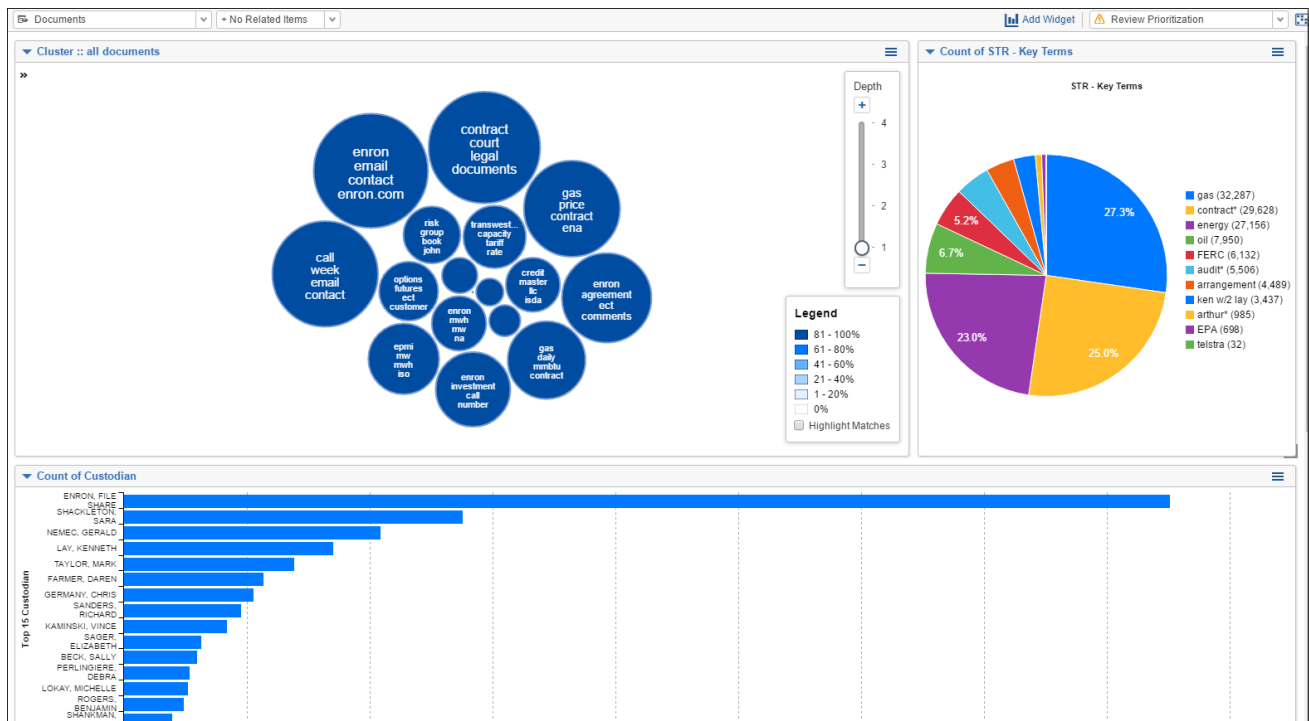 Documents
+ No Related Items
Add Widget
Review Prioritization
Cluster :: all documents
»
enron
email
contact
enron.com
contract
court
legal
documents
gas
price
contract
ena
risk
group
book
john
transwest...
capacity
tariff
rate
call
week
email
contact
options
futures
ect
customer
credit
master
llc
isda
enron
agreement
ect
comments
enron
mwh
mw
na
epmi
mw
mwh
iso
gas
daily
mmbtu
contract
enron
investment
call
number
Depth
+
4
3
2
1
−
Legend
81 - 100%
61 - 80%
41 - 60%
21 - 40%
1 - 20%
0%
Highlight Matches
Count of STR - Key Terms
STR - Key Terms
27.3%
25.0%
23.0%
6.7%
5.2%
gas (32,287)
contract* (29,628)
energy (27,156)
oil (7,950)
FERC (6,132)
audit* (5,506)
arrangement (4,489)
ken w/2 lay (3,437)
arthur* (985)
EPA (698)
telstra (32)
Count of Custodian
Top 15 Custodian
ENRON, FILE
SHARE
SHACKLETON,
SARA
NEMEC, GERALD
LAY, KENNETH
TAYLOR, MARK
FARMER, DAREN
GERMANY, CHRIS
SANDERS,
RICHARD
KAMINSKI, VINCE
SAGER,
ELIZABETH
BECK, SALLY
PERLINGIERE,
DEBRA
LOKAY, MICHELLE
ROGERS,
BENJAMIN
SHANKMAN,